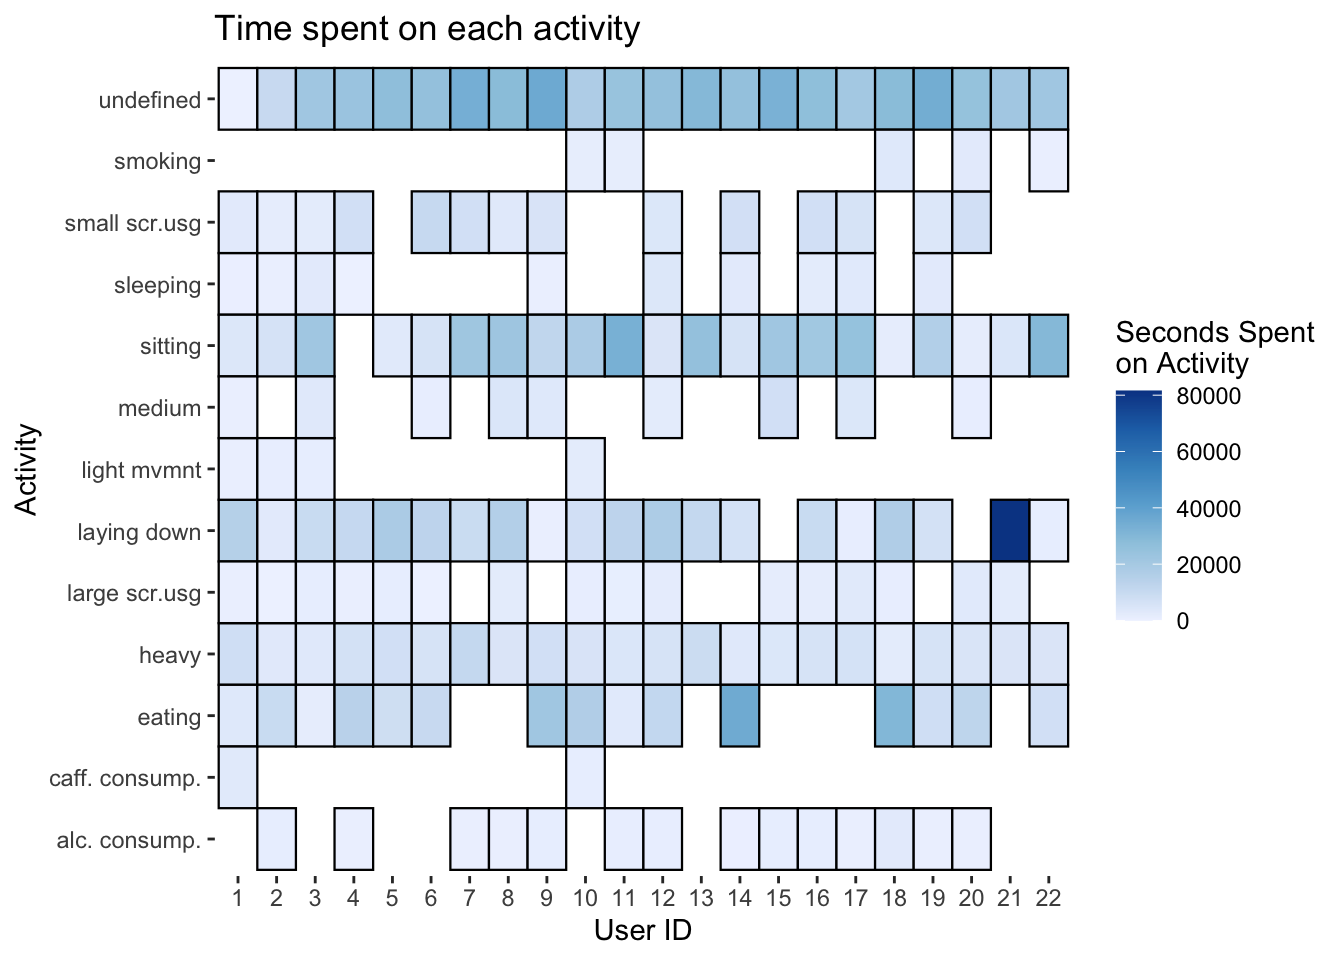 Time spent on each activity
undefined
smoking
small scr.usg
sleeping
sitting
medium
light mvmnt
laying down
large scr.usg
heavy
eating
caff. consump.
alc. consump.
Activity
1 2 3 4 5 6 7 8 9 10 11 12 13 14 15 16 17 18 19 20 21 22
User ID
Seconds Spent
on Activity
80000
60000
40000
20000
0